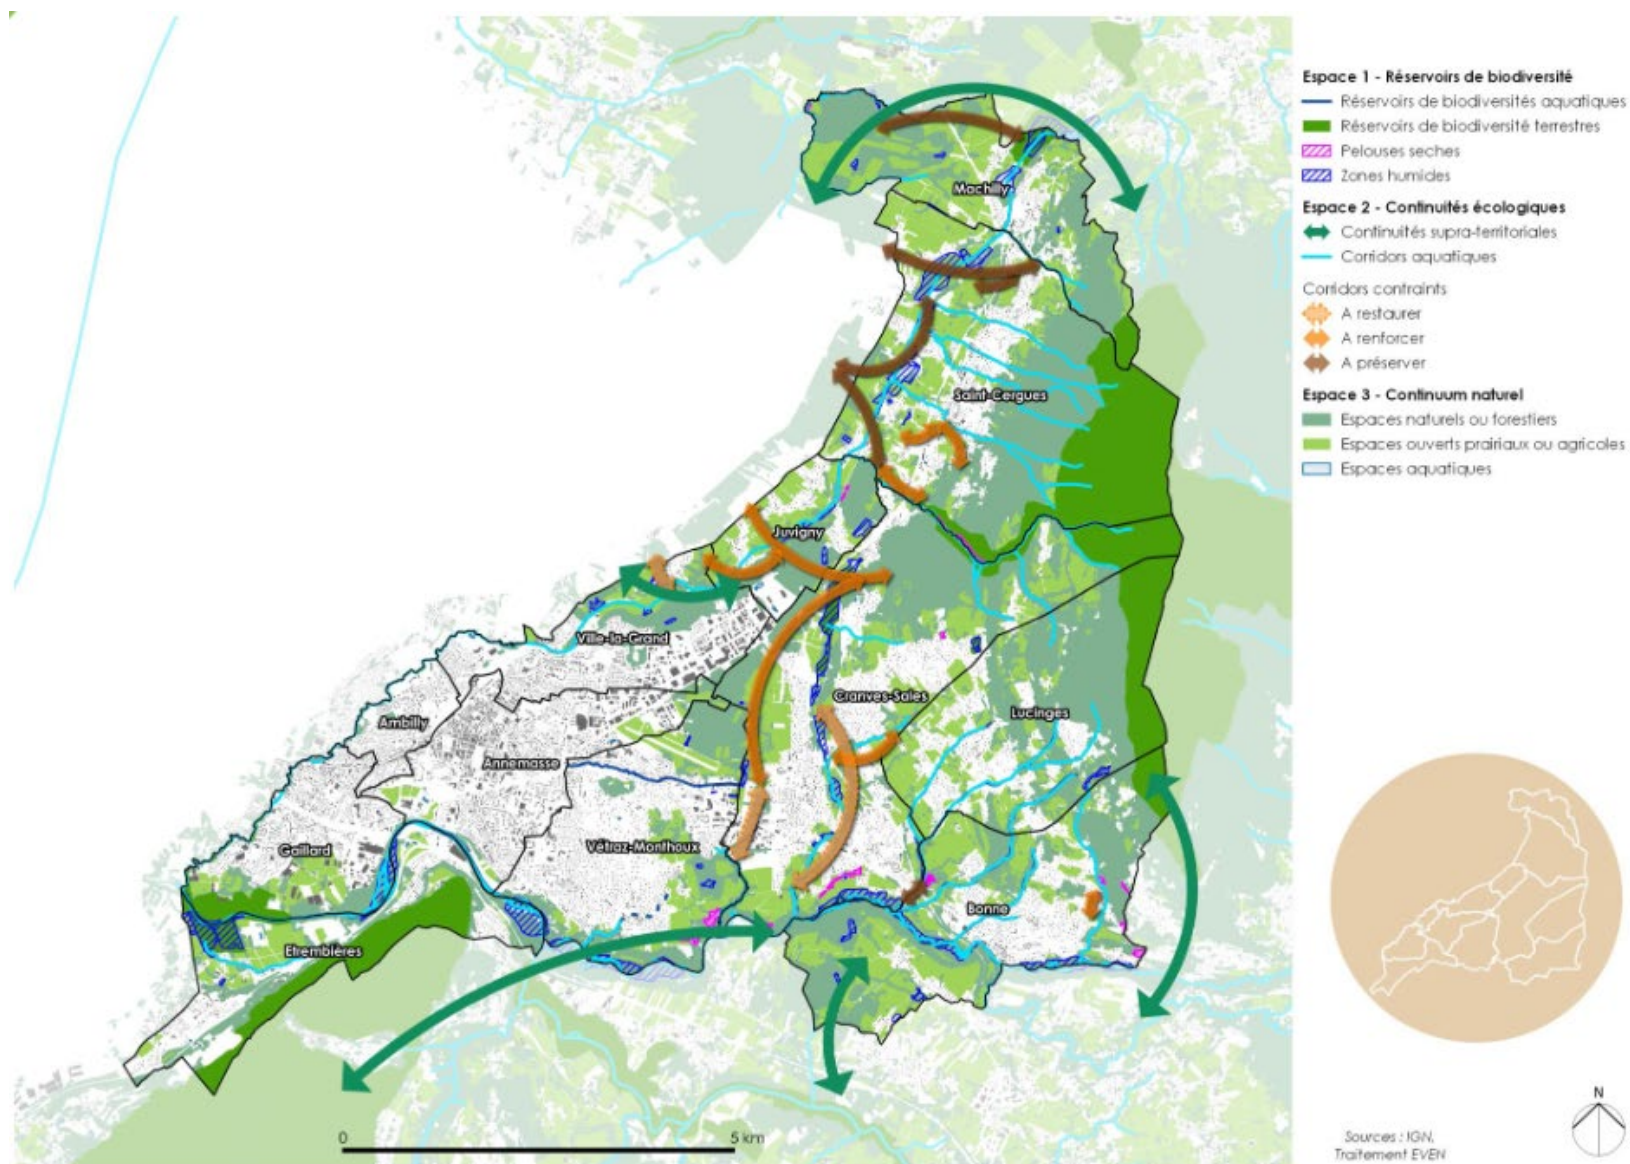 Espace 1 - Réservoirs de biodiversité
Réservoirs de biodiversités aquatiques
Réservoirs de biodiversité terrestres
Pelouses seches
Zones humides
Espace 2 - Continuités écologiques
Continuités supra-territoriales
Corridors aquatiques
Corridors contraints
A restaurer
A renforcer
A préserver
Espace 3 - Continuum naturel
Espaces naturels ou forestiers
Espaces ouverts prairiaux ou agricoles
Espaces aquatiques
Machilly
Saint-Cergues
Juvigny
Ville-la-Grand
Cranves-Sales
Lucinges
Ambilly
Annemasse
Gaillard
Vétraz-Monthoux
Bonne
Etrembières
0 5 km
N
Sources : IGN,
Traitement EVEN